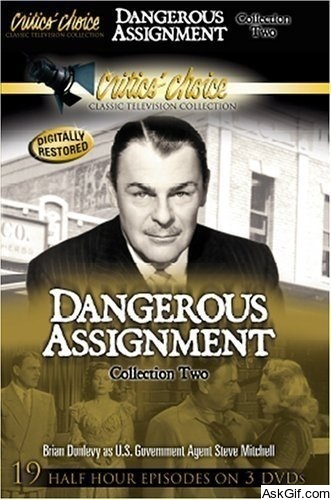 Critics' Choice
CLASSIC TELEVISION COLLECTION
DANGEROUS
ASSIGNMENT
Collection
Two
Critics' Choice
CLASSIC TELEVISION COLLECTION
DIGITALLY
RESTORED
CO.
HERBS
DANGEROUS
ASSIGNMENT
Collection Two
Brian Donlevy as U.S. Government Agent Steve Mitchell
19 HALF HOUR EPISODES ON 3 DVDs
AskGif.com